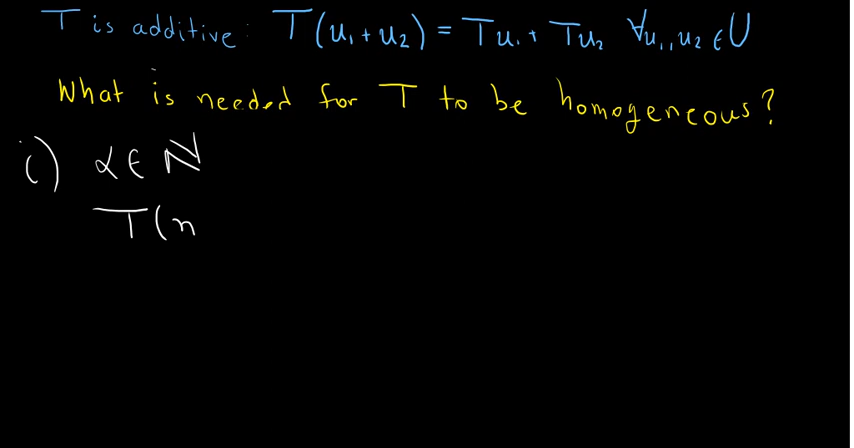 T is additive: T(u₁ + u₂) = Tu₁ + Tu₂ ∀u₁, u₂ ∈ U
What is needed for T to be homogeneous?
i) α ∈ ℕ
T(n